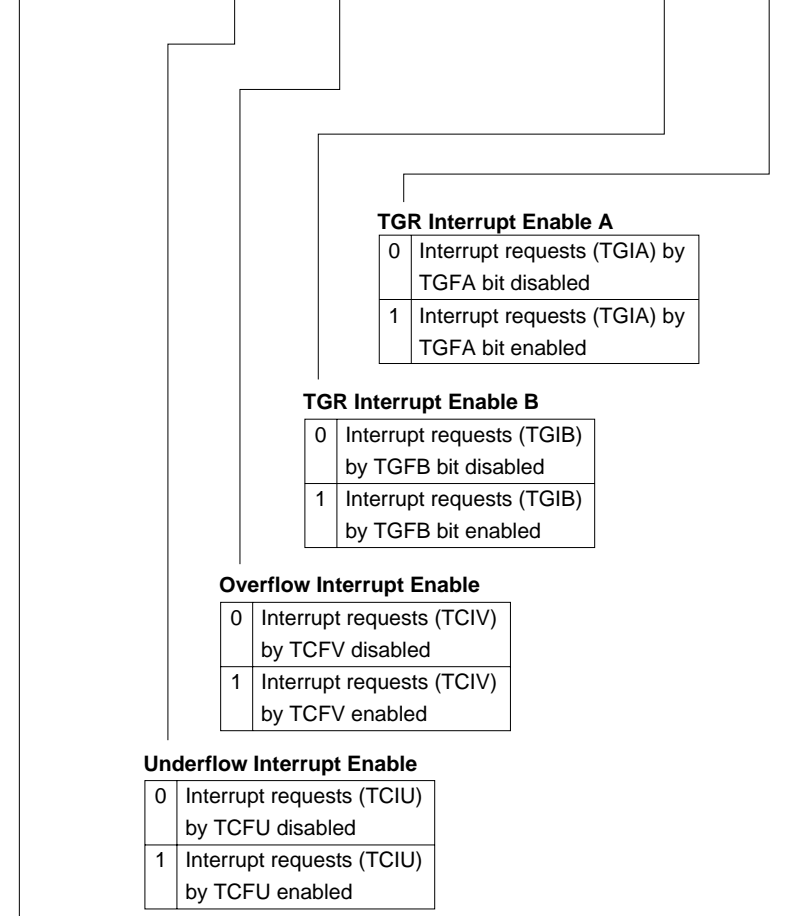 TGR Interrupt Enable A
0 Interrupt requests (TGIA) by
TGFA bit disabled
1 Interrupt requests (TGIA) by
TGFA bit enabled
TGR Interrupt Enable B
0 Interrupt requests (TGIB)
by TGFB bit disabled
1 Interrupt requests (TGIB)
by TGFB bit enabled
Overflow Interrupt Enable
0 Interrupt requests (TCIV)
by TCFV disabled
1 Interrupt requests (TCIV)
by TCFV enabled
Underflow Interrupt Enable
0 Interrupt requests (TCIU)
by TCFU disabled
1 Interrupt requests (TCIU)
by TCFU enabled